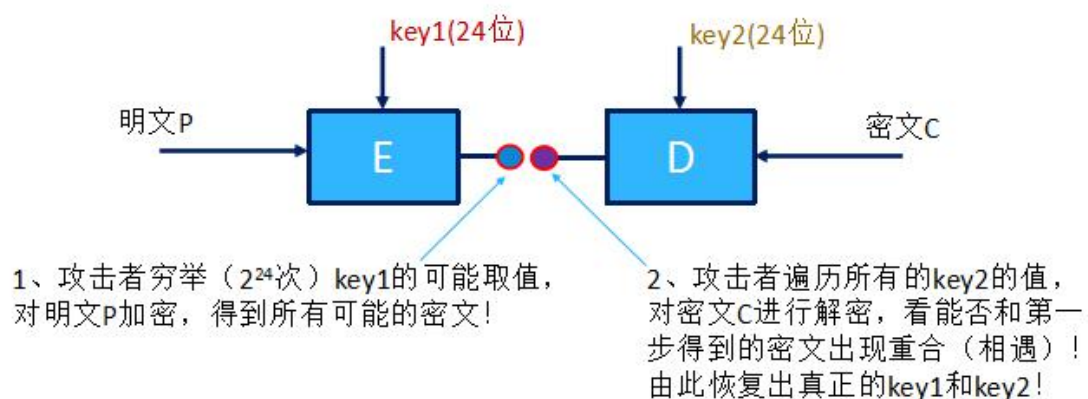 key1(24位)
key2(24位)
明文P
密文C
E
D
1、攻击者穷举（2²⁴次）key1的可能取值，
对明文P加密，得到所有可能的密文！
2、攻击者遍历所有的key2的值，
对密文C进行解密，看能否和第一
步得到的密文出现重合（相遇）！
由此恢复出真正的key1和key2！